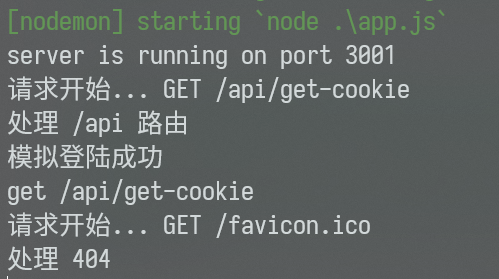 [nodemon] starting `node .\app.js`
server is running on port 3001
请求开始... GET /api/get-cookie
处理 /api 路由
模拟登陆成功
get /api/get-cookie
请求开始... GET /favicon.ico
处理 404